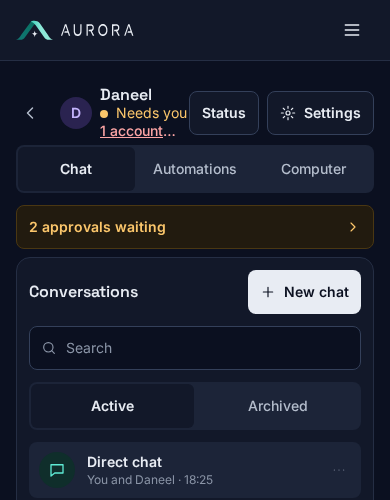 AURORA
D
Daneel
Needs you
1 account...
Status
Settings
Chat
Automations
Computer
2 approvals waiting
Conversations
New chat
Search
Active
Archived
Direct chat
You and Daneel · 18:25